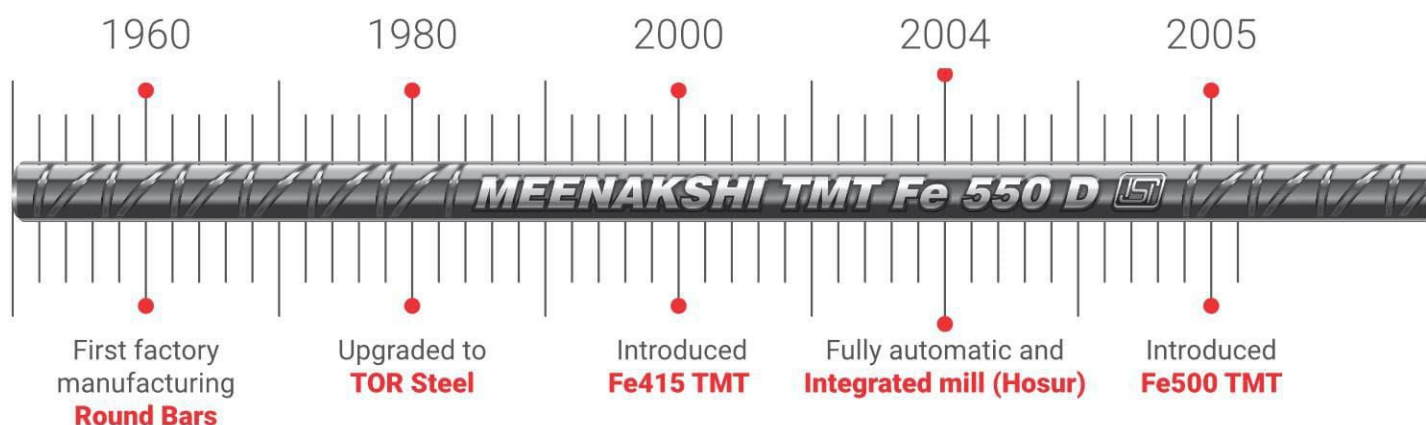 1960
1980
2000
2004
2005
MEENAKSHI TMT Fe 550 D
First factory
manufacturing
Round Bars
Upgraded to
TOR Steel
Introduced
Fe415 TMT
Fully automatic and
Integrated mill (Hosur)
Introduced
Fe500 TMT